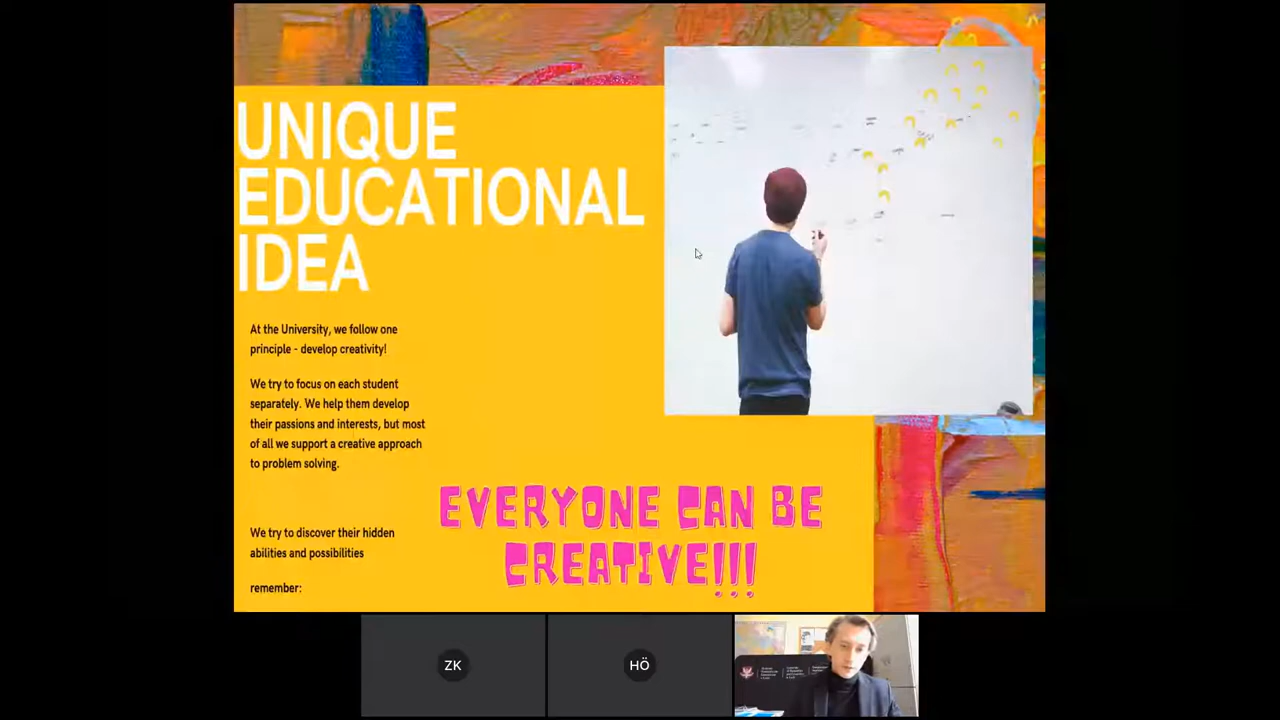 UNIQUE
EDUCATIONAL
IDEA
At the University, we follow one
principle - develop creativity!
We try to focus on each student
separately. We help them develop
their passions and interests, but most
of all we support a creative approach
to problem solving.
We try to discover their hidden
abilities and possibilities
remember:
EVERYONE CAN BE
CREATIVE!!!
ZK
HÖ